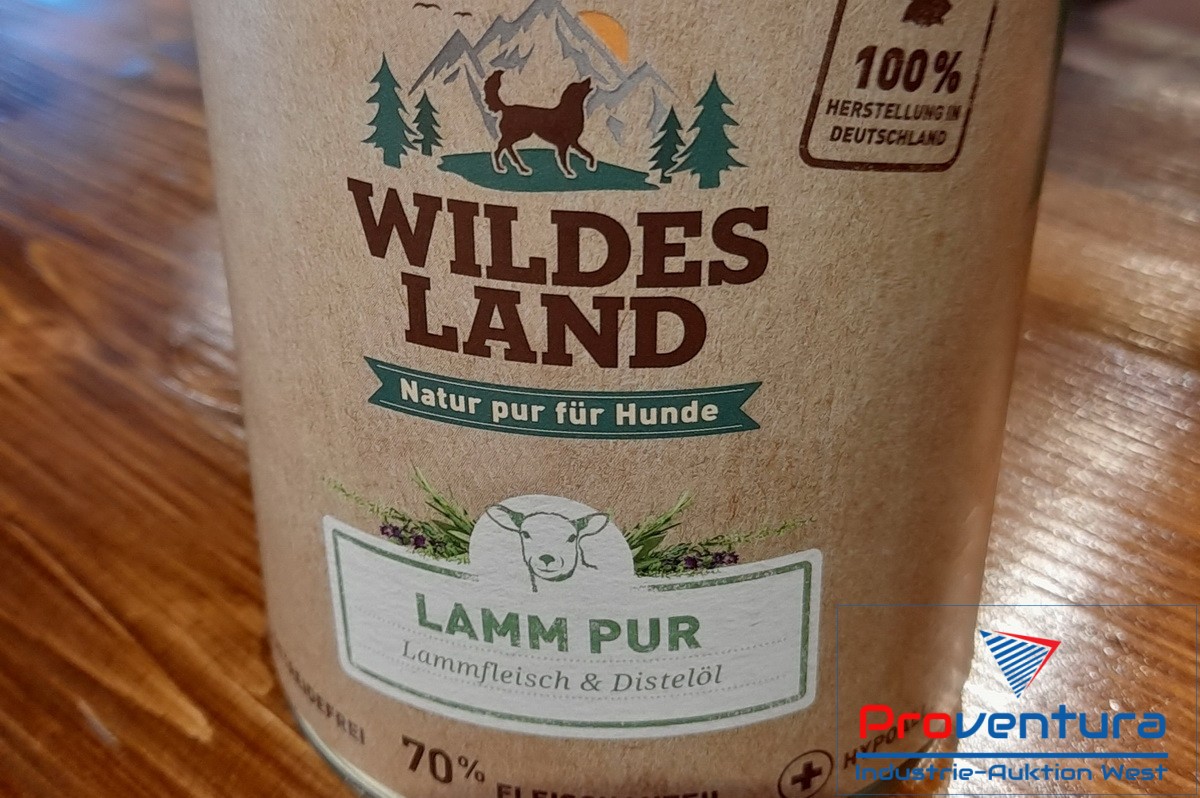 100%
HERSTELLUNG IN
DEUTSCHLAND
WILDES
LAND
Natur pur für Hunde
LAMM PUR
Lammfleisch & Distelöl
70%
Proventura
Industrie-Auktion West